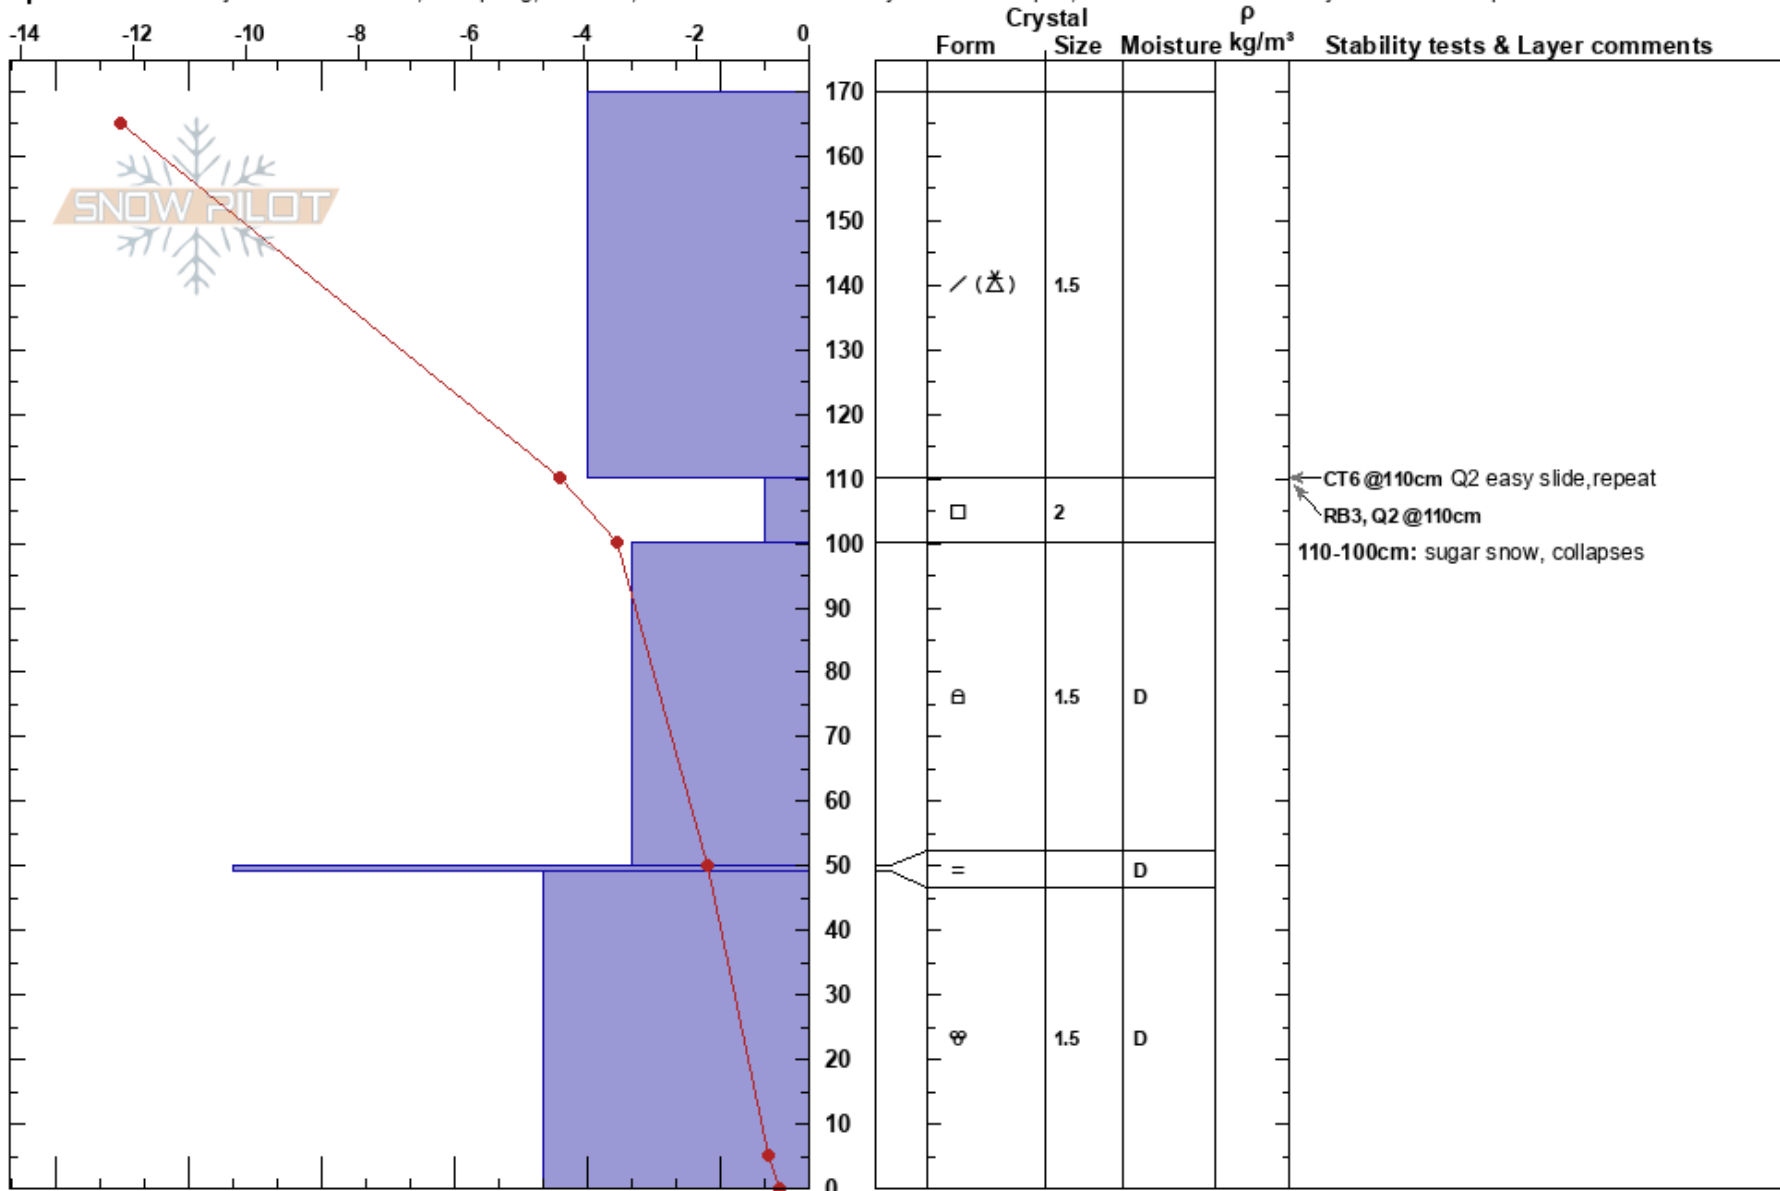 Crystal ρ
-14 -12 -10 -8 -6 -4 -2 0 Form Size Moisture kg/m³ Stability tests & Layer comments
170
160
SNOW PILOT
150
140 / ( ) 1.5
130
120
110 CT6 @110cm Q2 easy slide,repeat
2 RB3, Q2 @110cm
100 110-100cm: sugar snow, collapses
90
80
1.5 D
70
60
50 = D
40
30
1.5 D
20
10
0